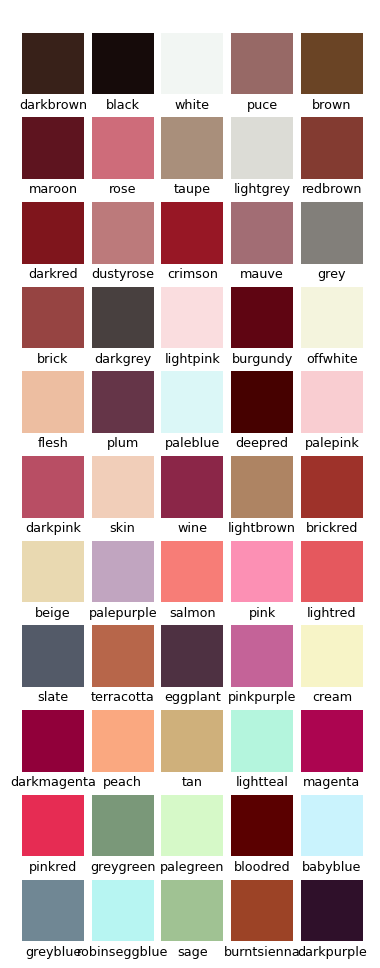 darkbrown black white puce brown
maroon rose taupe lightgrey redbrown
darkred dustyrose crimson mauve grey
brick darkgrey lightpink burgundy offwhite
flesh plum paleblue deepred palepink
darkpink skin wine lightbrown brickred
beige palepurple salmon pink lightred
slate terracotta eggplant pinkpurple cream
darkmagenta peach tan lightteal magenta
pinkred greygreen palegreen bloodred babyblue
greyblue robinseggblue sage burntsienna darkpurple